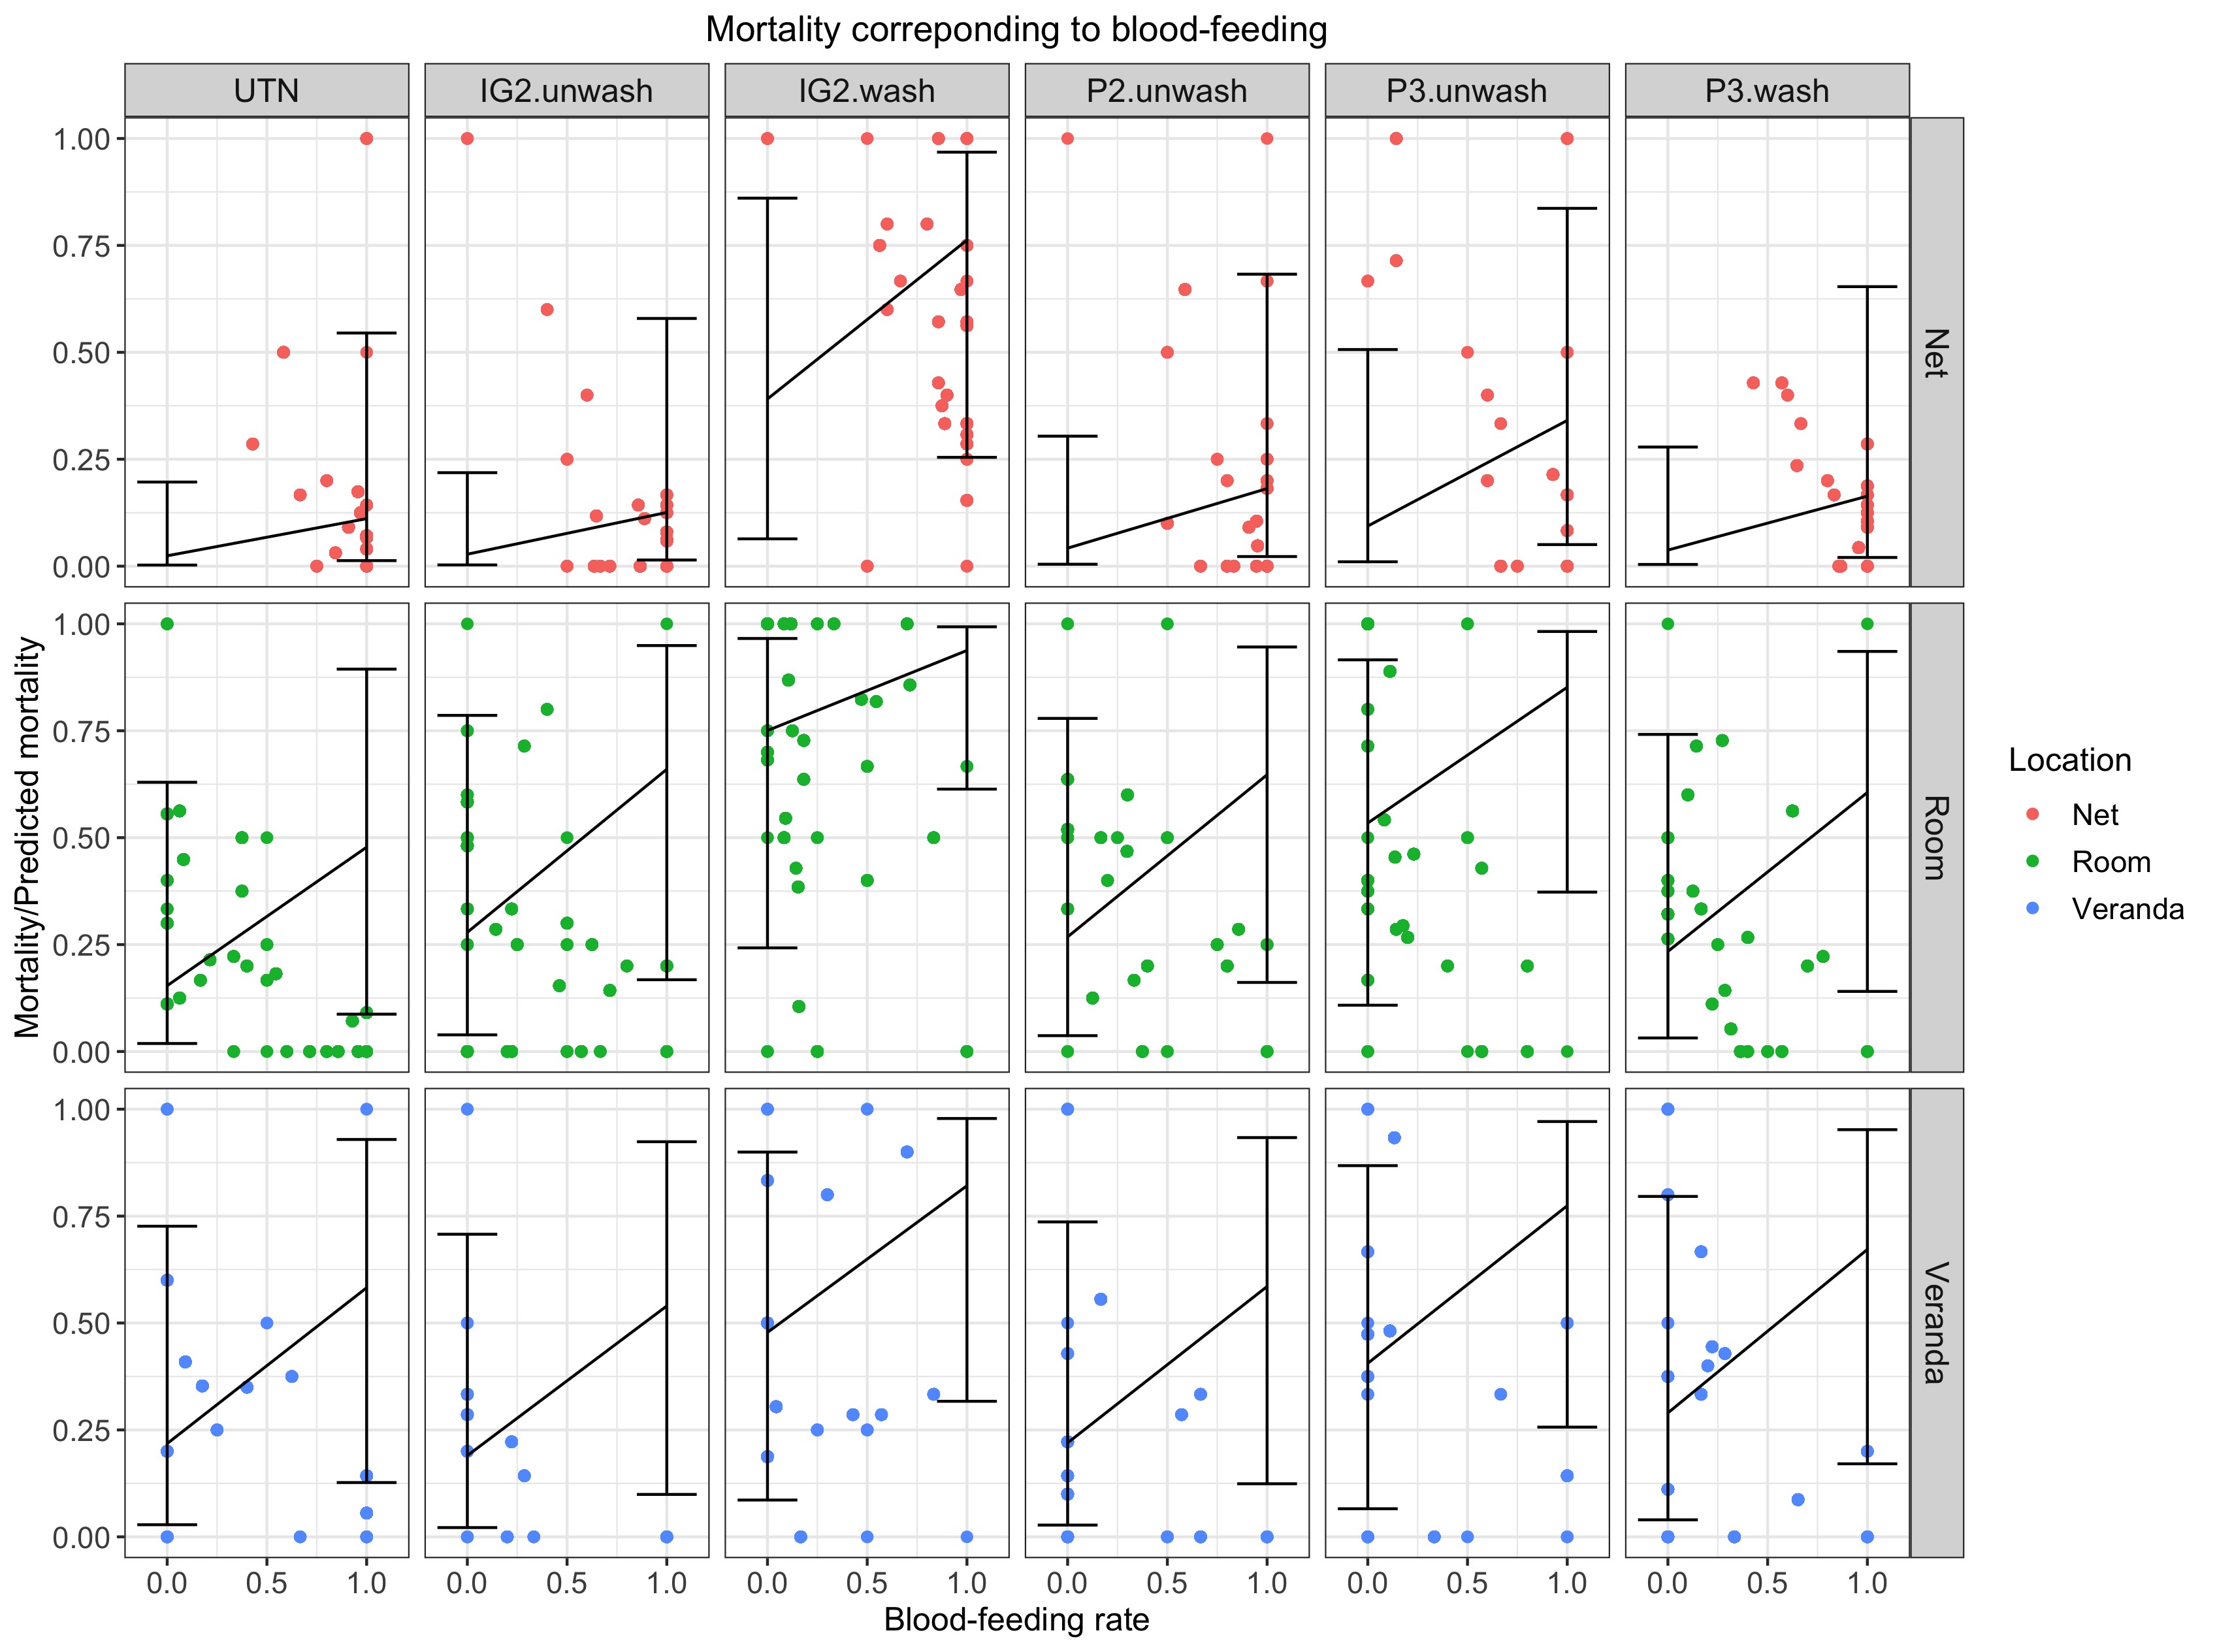 Mortality correponding to blood-feeding
UTN IG2.unwash IG2.wash P2.unwash P3.unwash P3.wash
1.00
0.75
0.50
0.25
0.00
Net
1.00
0.75
0.50
0.25
0.00
Room
1.00
0.75
0.50
0.25
0.00
Veranda
Mortality/Predicted mortality
0.0 0.5 1.0 0.0 0.5 1.0 0.0 0.5 1.0 0.0 0.5 1.0 0.0 0.5 1.0 0.0 0.5 1.0
Blood-feeding rate
Location
Net
Room
Veranda